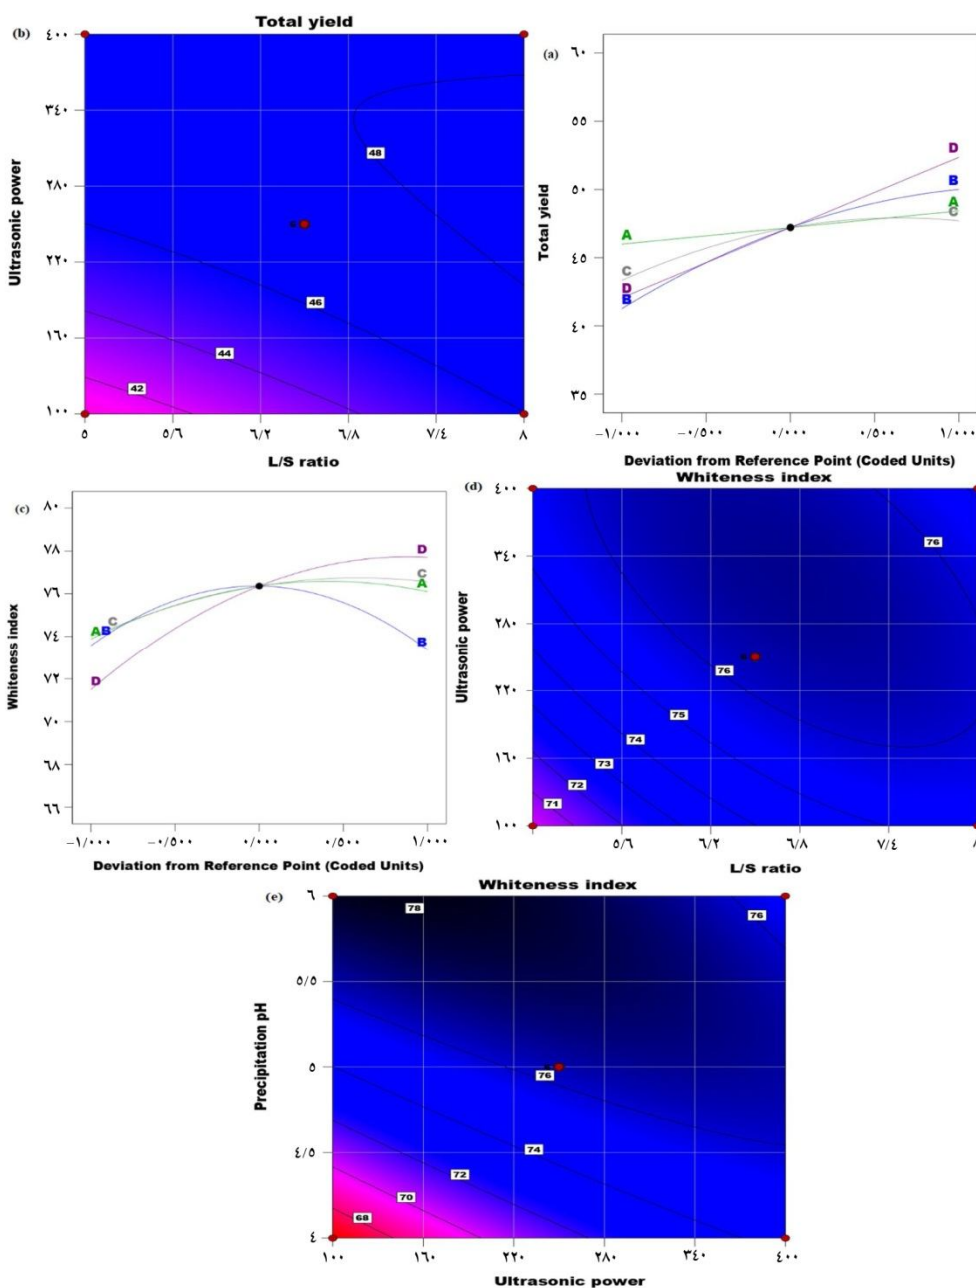 (b)
Total yield
Ultrasonic power
٤٠٠
٣٤٠
٢٨٠
٢٢٠
١٦٠
١٠٠
48
46
44
42
٥
٥/٦
٦/٢
٦/٨
٧/٤
٨
L/S ratio
(a)
Total yield
٦٠
٥٥
٥٠
٤٥
٤٠
٣٥
A
C
D
B
D
B
A
C
−١/٠٠٠
−٠/٥٠٠
٠/٠٠٠
٠/٥٠٠
١/٠٠٠
Deviation from Reference Point (Coded Units)
(c)
Whiteness index
٨٠
٧٨
٧٦
٧٤
٧٢
٧٠
٦٨
٦٦
A
B
C
D
D
C
A
B
−١/٠٠٠
−٠/٥٠٠
٠/٠٠٠
٠/٥٠٠
١/٠٠٠
Deviation from Reference Point (Coded Units)
(d)
Whiteness index
Ultrasonic power
٤٠٠
٣٤٠
٢٨٠
٢٢٠
١٦٠
١٠٠
76
76
75
74
73
72
71
٥/٦
٦/٢
٦/٨
٧/٤
٨
L/S ratio
(e)
Whiteness index
Precipitation pH
٦
٥/٥
٥
٤/٥
٤
78
76
76
74
72
70
68
١٠٠
١٦٠
٢٢٠
٢٨٠
٣٤٠
٤٠٠
Ultrasonic power